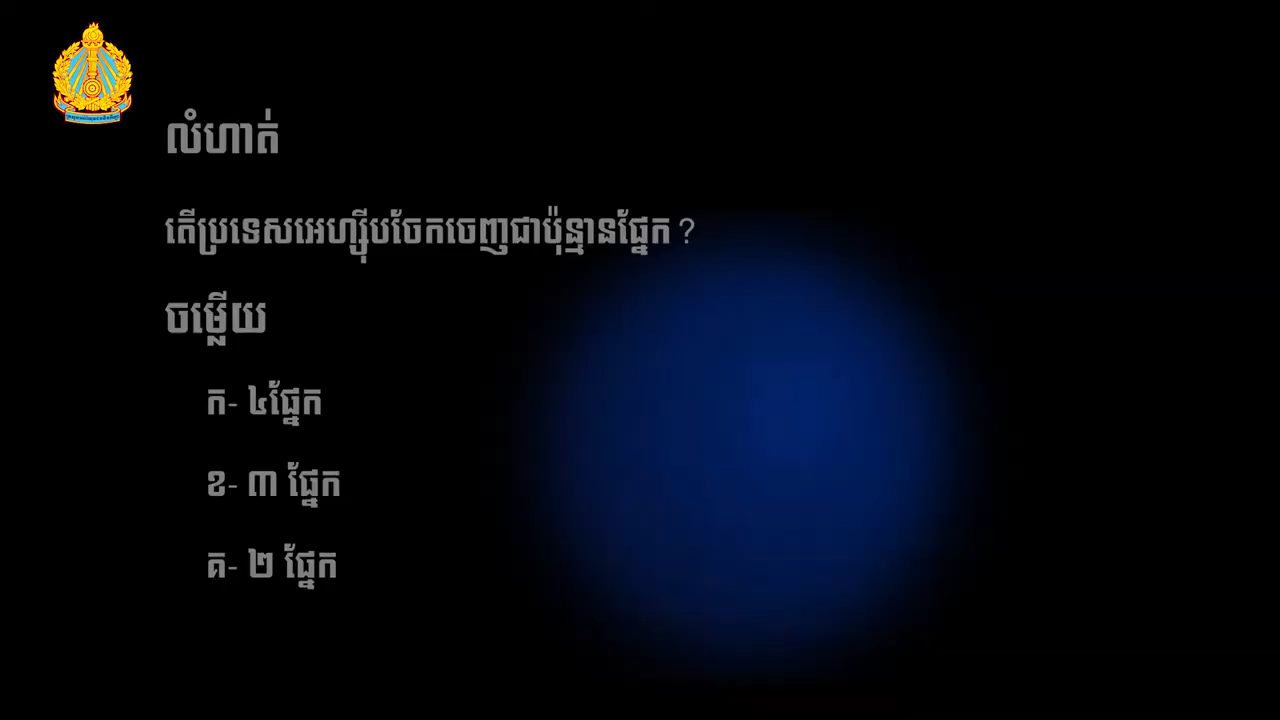 លំហាត់
តើប្រទេសអេហ្ស៊ីបចែកចេញជាប៉ុន្មានផ្នែក ?
ចម្លើយ
ក- ៤ផ្នែក
ខ- ៣ ផ្នែក
គ- ២ ផ្នែក